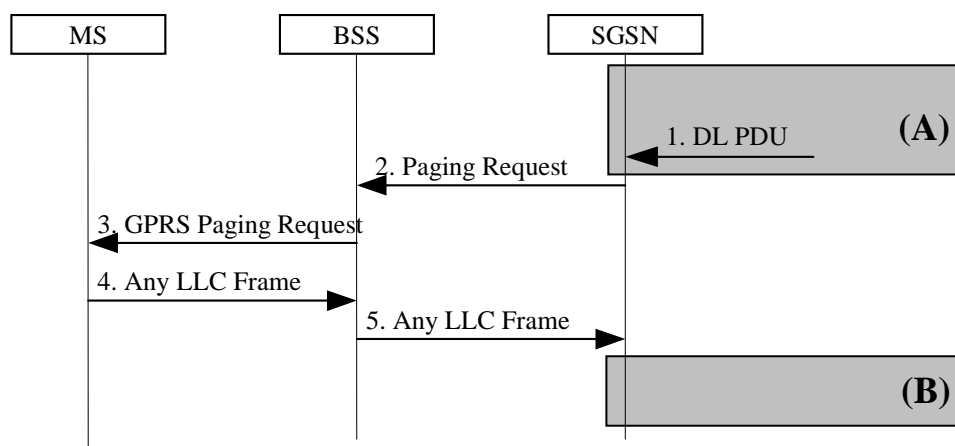 MS BSS SGSN
(A)
1. DL PDU
2. Paging Request
3. GPRS Paging Request
4. Any LLC Frame
5. Any LLC Frame
(B)